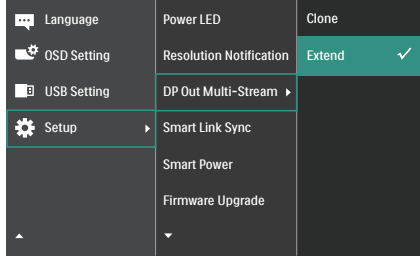 Language
OSD Setting
USB Setting
Setup
Power LED
Resolution Notification
DP Out Multi-Stream
Smart Link Sync
Smart Power
Firmware Upgrade
Clone
Extend